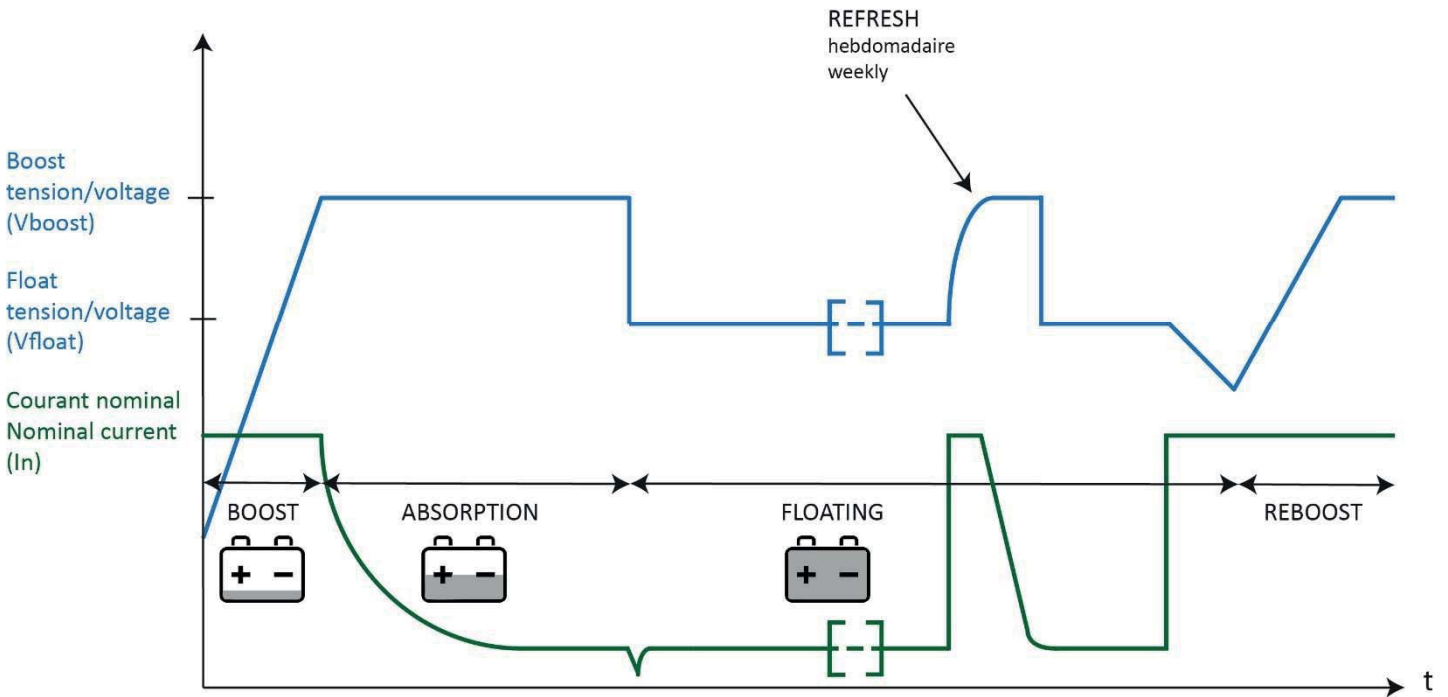 REFRESH
hebdomadaire
weekly
Boost
tension/voltage
(Vboost)
Float
tension/voltage
(Vfloat)
Courant nominal
Nominal current
(In)
BOOST
ABSORPTION
FLOATING
REBOOST
+ −
+ −
+ −
t